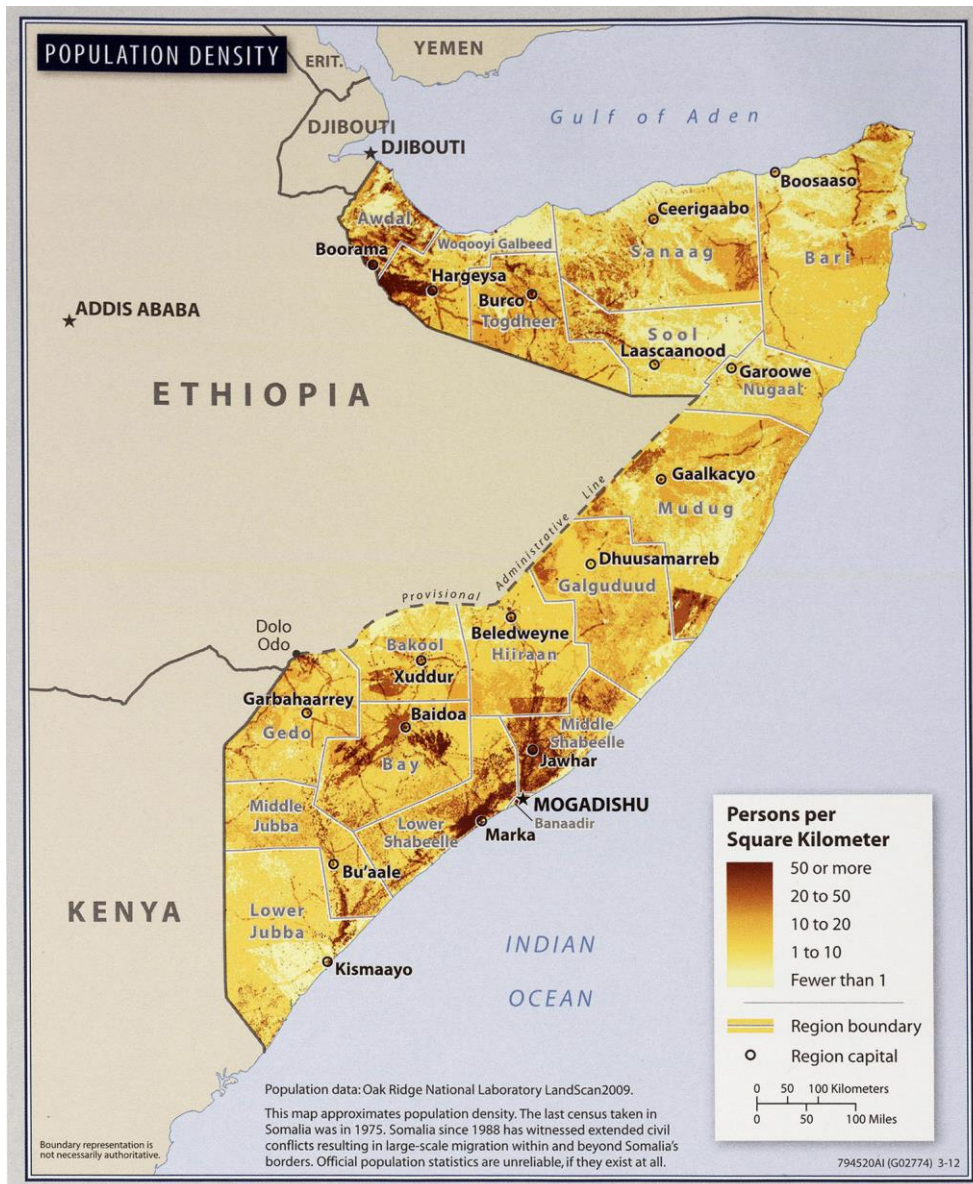 POPULATION DENSITY
YEMEN
ERIT.
Gulf of Aden
DJIBOUTI
DJIBOUTI
Boosaaso
Ceerigaabo
Awdal
Woqooyi Galbeed
Sanaag
Bari
Boorama
Hargeysa
Burco
Togdheer
ADDIS ABABA
Sool
Laascaanood
Garoowe
Nugaal
ETHIOPIA
Gaalkacyo
Mudug
Provisional Administrative Line
Dhuusamarreb
Galguduud
Dolo
Odo
Beledweyne
Hiiraan
Bakool
Xuddur
Garbahaarrey
Gedo
Baidoa
Bay
Middle
Shabeelle
Jawhar
MOGADISHU
Banaadir
Middle
Jubba
Lower
Shabeelle
Marka
Bu'aale
KENYA
Lower
Jubba
Kismaayo
INDIAN
OCEAN
Persons per
Square Kilometer
50 or more
20 to 50
10 to 20
1 to 10
Fewer than 1
Region boundary
Region capital
0 50 100 Kilometers
0 50 100 Miles
Population data: Oak Ridge National Laboratory LandScan2009.
This map approximates population density. The last census taken in
Somalia was in 1975. Somalia since 1988 has witnessed extended civil
conflicts resulting in large-scale migration within and beyond Somalia's
borders. Official population statistics are unreliable, if they exist at all.
Boundary representation is
not necessarily authoritative.
794520AI (G02774) 3-12